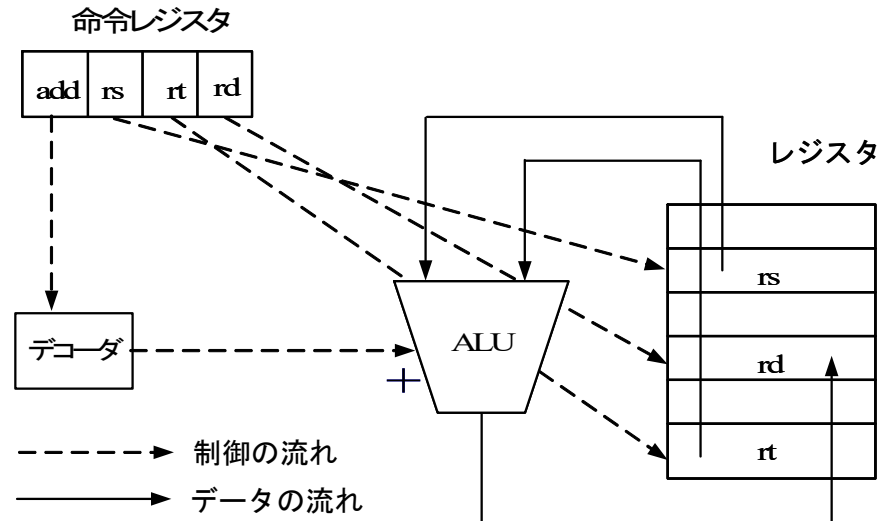 命令レジスタ
add rs rt rd
レジスタ
rs
デコーダ
ALU
rd
+
rt
制御の流れ
データの流れ